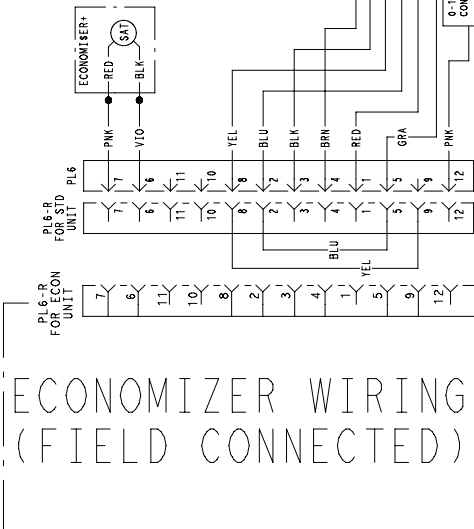 ECONOMI$ER+
SAT
RED
BLK
0-1
CON
PNK
VIO
YEL
BLU
BLK
BRN
RED
GRA
PNK
PL6
7
6
11
10
8
2
3
4
1
5
9
12
PL6-R
FOR STD
UNIT
7
6
11
10
8
2
3
4
1
5
9
12
BLU
YEL
PL6-R
FOR ECON
UNIT
7
6
11
10
8
2
3
4
1
5
9
12
ECONOMIZER WIRING
(FIELD CONNECTED)